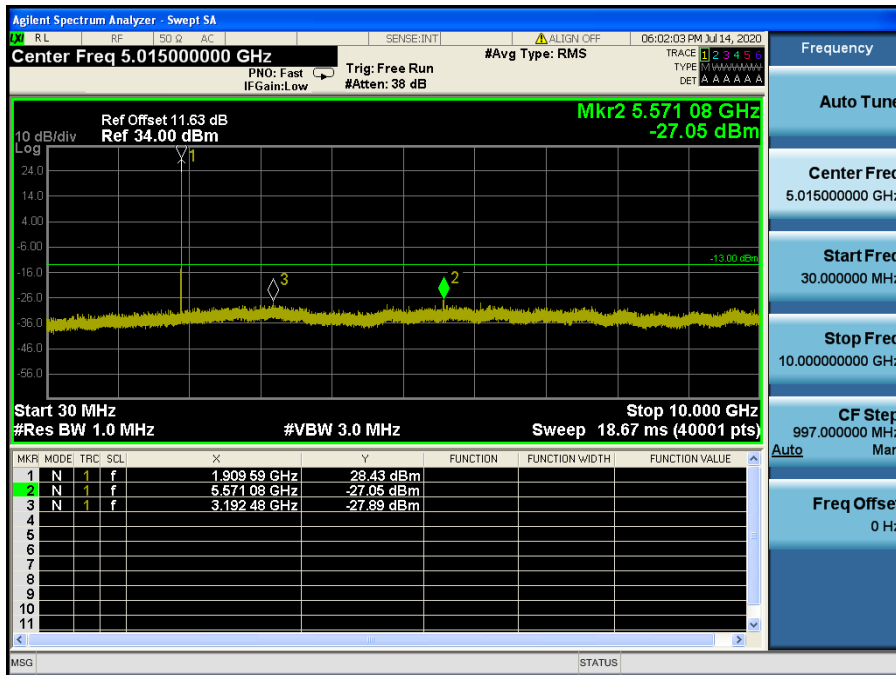 Agilent Spectrum Analyzer - Swept SA
LXI RL RF 50 Ω AC SENSE:INT ALIGN OFF 06:02:03 PM Jul 14, 2020
Center Freq 5.015000000 GHz
PNO: Fast
IFGain:Low
Trig: Free Run
#Atten: 38 dB
#Avg Type: RMS
TRACE 1 2 3 4 5 6
TYPE M WWWWW
DET A A A A A A
Frequency
Mkr2 5.571 08 GHz
-27.05 dBm
Ref Offset 11.63 dB
10 dB/div Ref 34.00 dBm
Log
24.0
14.0
4.00
-6.00
-16.0
-26.0
-36.0
-46.0
-56.0
1
3
2
-13.00 dBm
Start 30 MHz Stop 10.000 GHz
#Res BW 1.0 MHz #VBW 3.0 MHz Sweep 18.67 ms (40001 pts)
MKR MODE TRC SCL X Y FUNCTION FUNCTION WIDTH FUNCTION VALUE
1 N 1 f 1.909 59 GHz 28.43 dBm
2 N 1 f 5.571 08 GHz -27.05 dBm
3 N 1 f 3.192 48 GHz -27.89 dBm
4
5
6
7
8
9
10
11
MSG STATUS
Auto Tune
Center Freq
5.015000000 GHz
Start Freq
30.000000 MHz
Stop Freq
10.000000000 GHz
CF Step
997.000000 MHz
Auto Man
Freq Offset
0 Hz